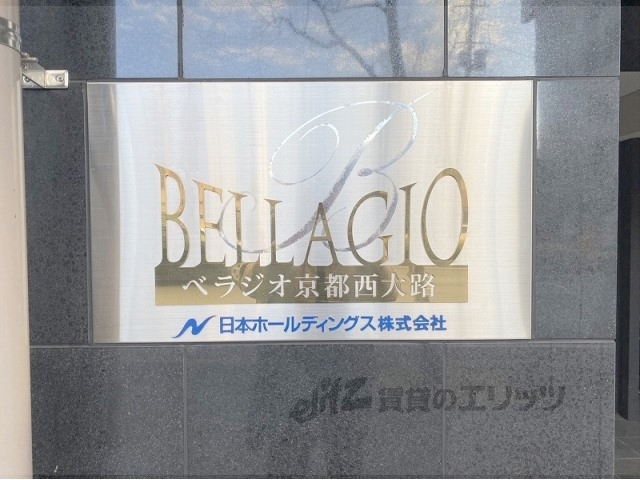 B
BELLAGIO
ベラジオ京都西大路
N 日本ホールディングス株式会社
elitz 賃貸のエリッツ